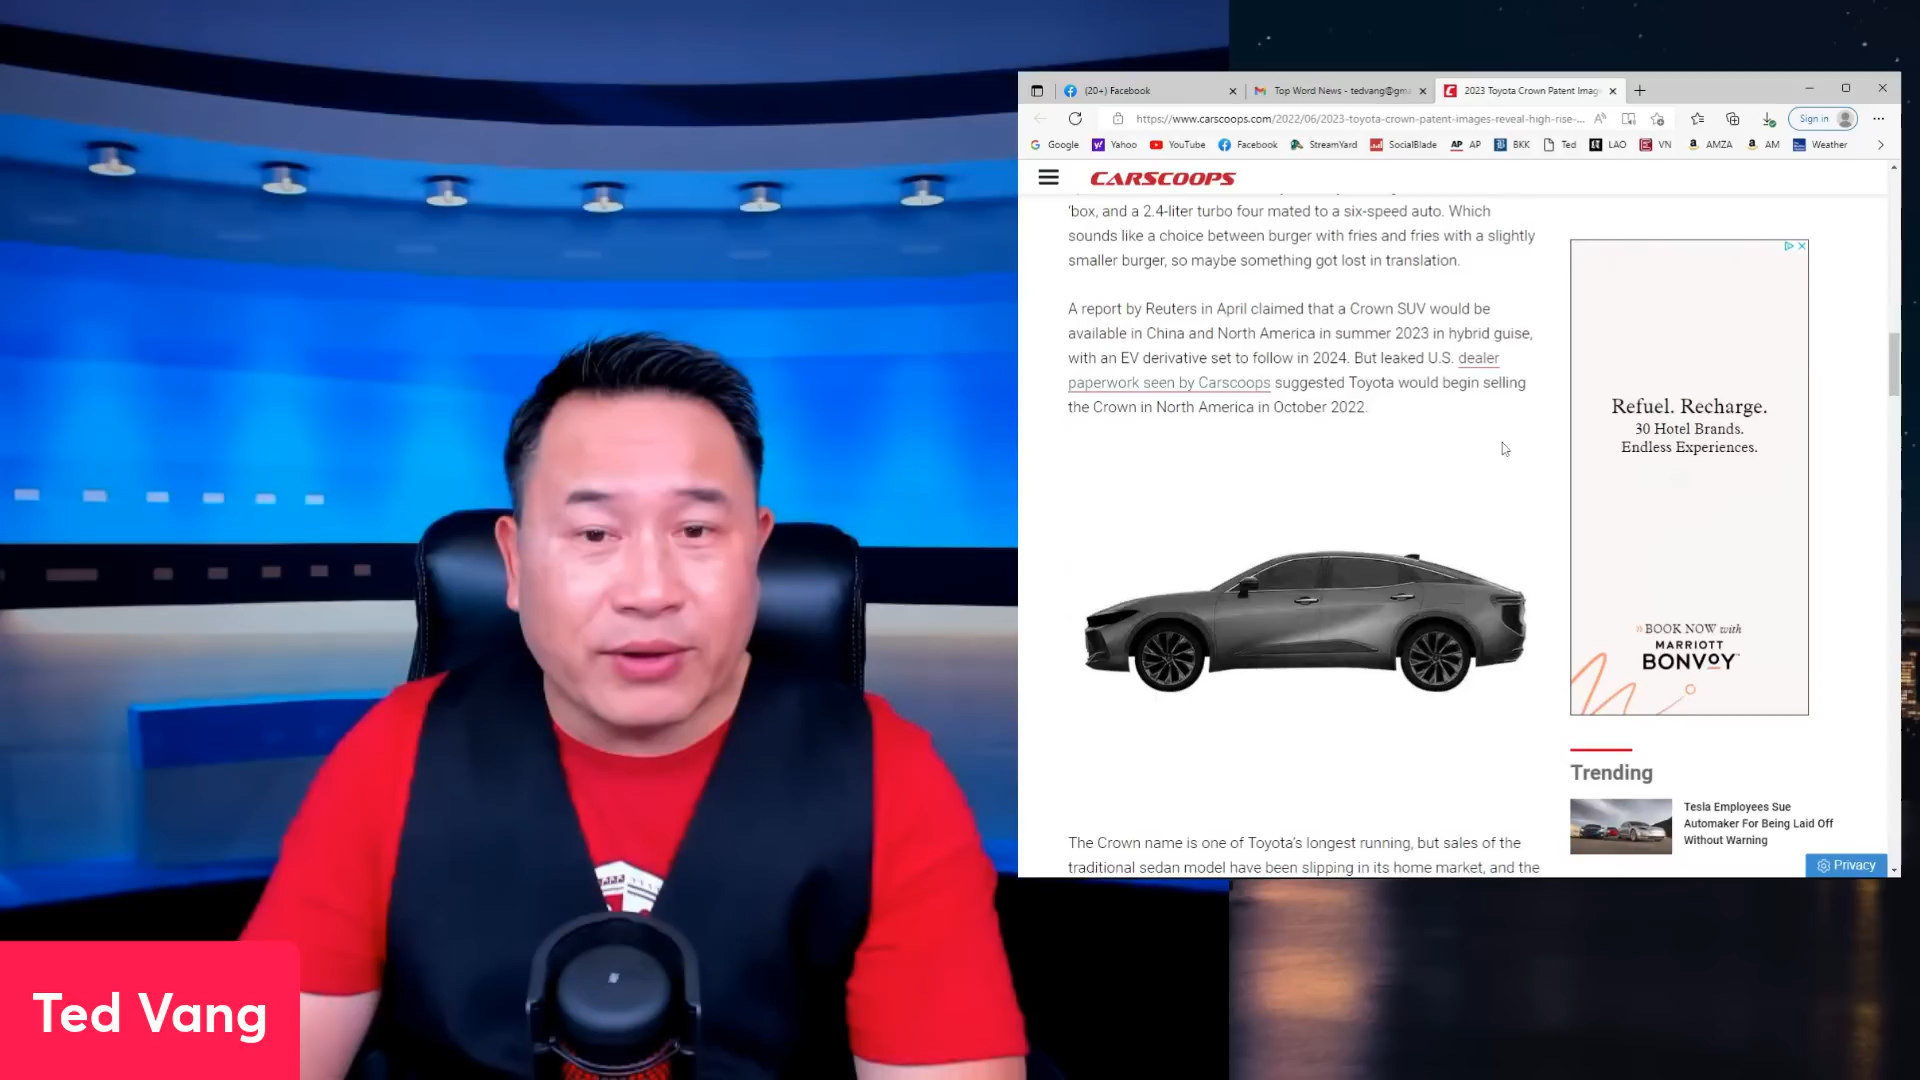 (20+) Facebook
Top Word News - tedvang@gm
2023 Toyota Crown Patent Imag
https://www.carscoops.com/2022/06/2023-toyota-crown-patent-images-reveal-high-rise-...
Sign in
Google
Yahoo
YouTube
Facebook
StreamYard
SocialBlade
AP AP
BKK
Ted
LAO
VN
AMZA
AM
Weather
CARSCOOPS
'box, and a 2.4-liter turbo four mated to a six-speed auto. Which
sounds like a choice between burger with fries and fries with a slightly
smaller burger, so maybe something got lost in translation.
A report by Reuters in April claimed that a Crown SUV would be
available in China and North America in summer 2023 in hybrid guise,
with an EV derivative set to follow in 2024. But leaked U.S. dealer
paperwork seen by Carscoops suggested Toyota would begin selling
the Crown in North America in October 2022.
The Crown name is one of Toyota's longest running, but sales of the
traditional sedan model have been slipping in its home market, and the
Refuel. Recharge.
30 Hotel Brands.
Endless Experiences.
BOOK NOW with
MARRIOTT
BONVOY
Trending
Tesla Employees Sue
Automaker For Being Laid Off
Without Warning
Privacy
Ted Vang